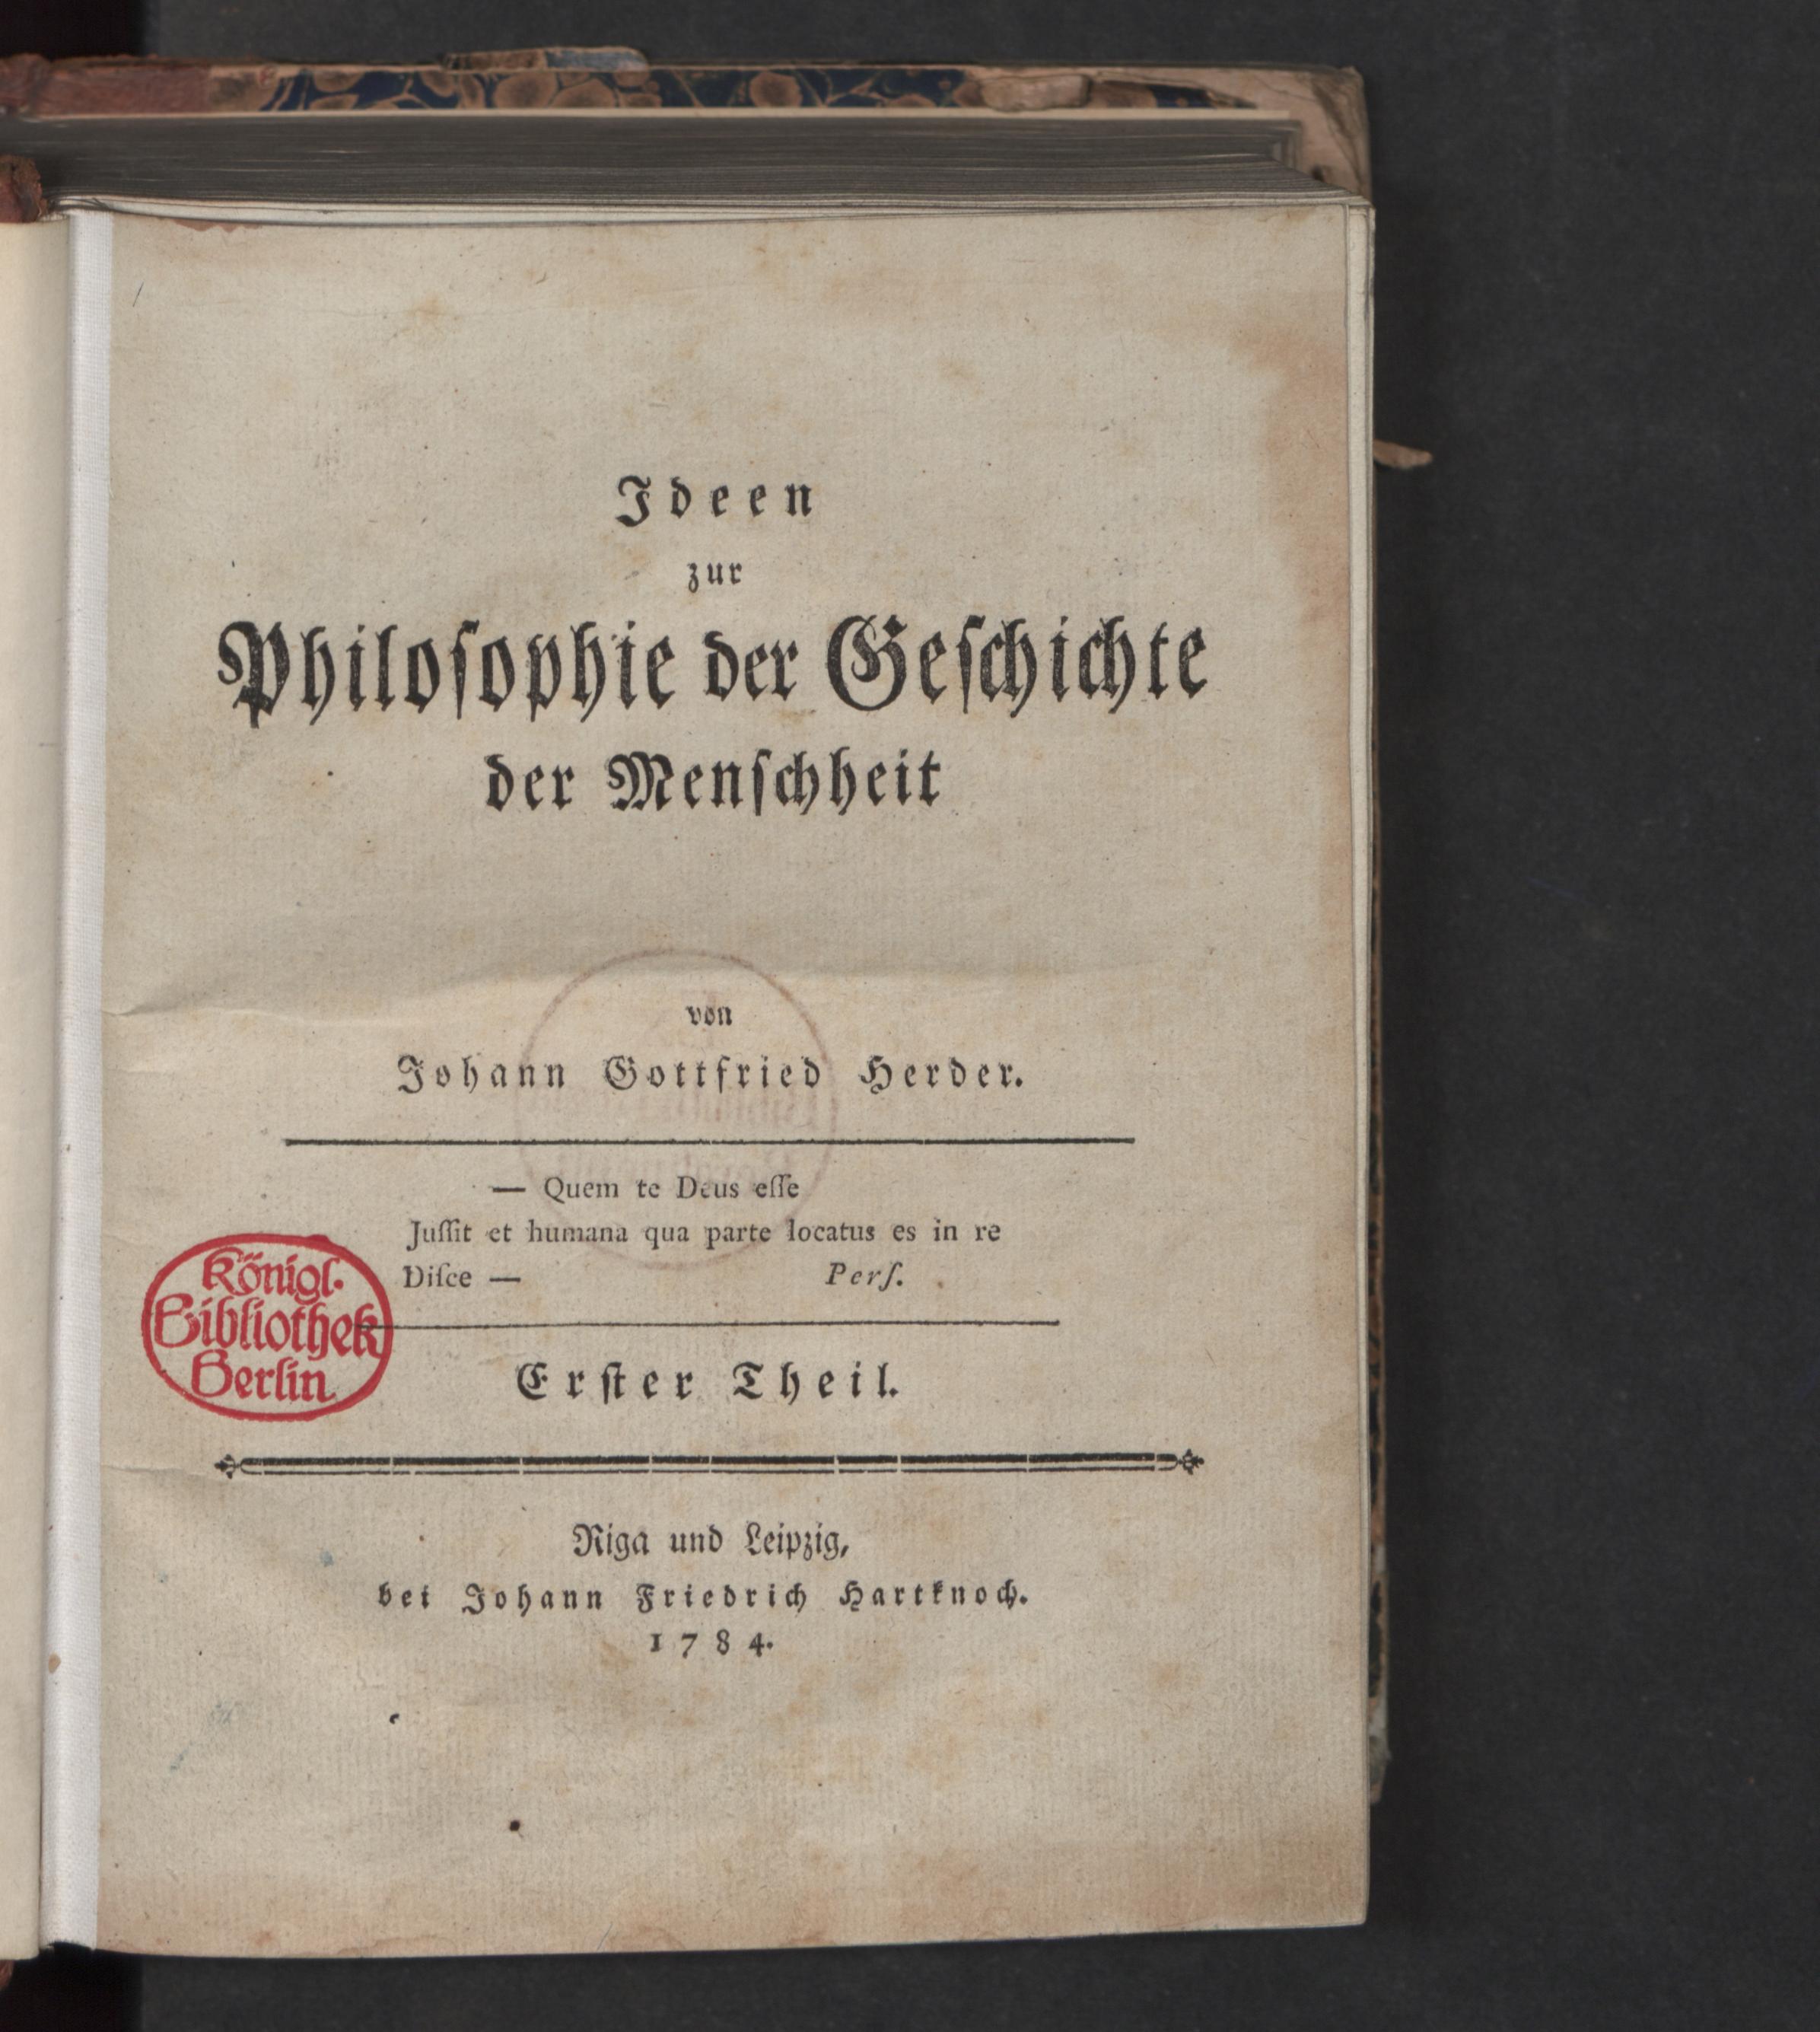 Ideen
zur
Philoſophie der Geſchichte
der Menſchheit
von
Johann Gottfried Herder.
— Quem te Deus eſſe
Juſſit et humana qua parte locatus es in re
Diſce — Perſ.
Königl.
Bibliothek
Berlin
Erſter Theil.
Riga und Leipzig,
bei Johann Friedrich Hartknoch.
1784.